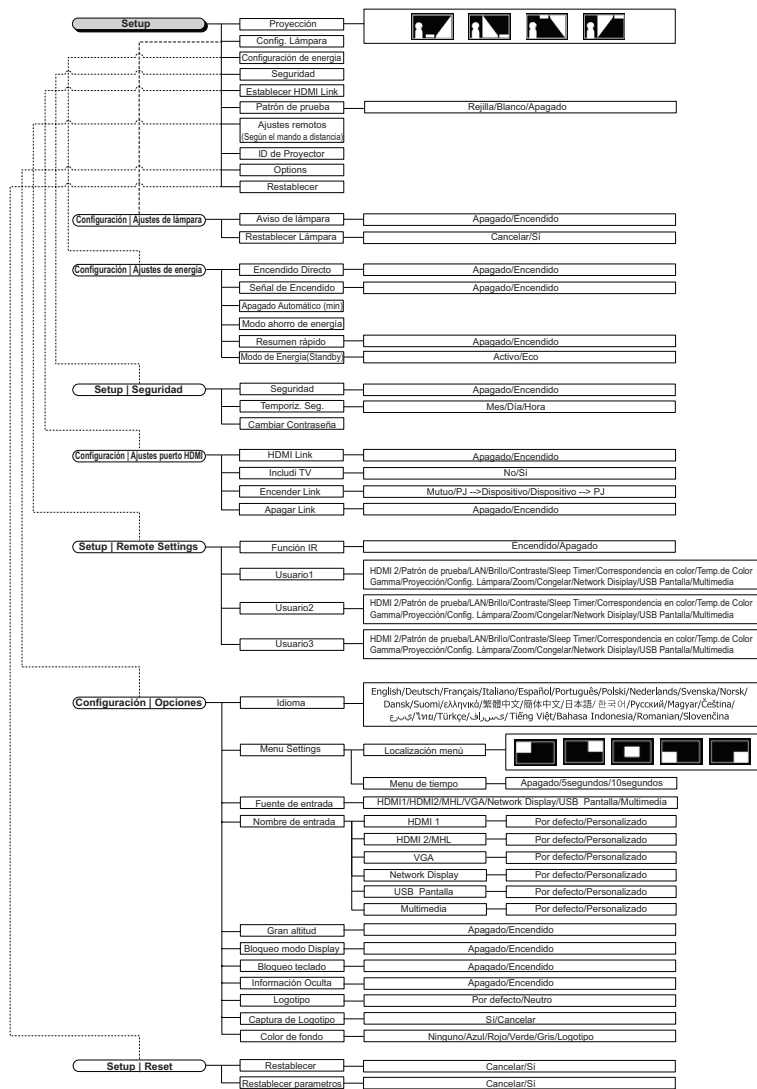 Setup
Proyección
Config. Lámpara
Configuración de energia
Seguridad
Establecer HDMI Link
Patrón de prueba
Rejilla/Blanco/Apagado
Ajustes remotos
(Según el mando a distancia)
ID de Proyector
Options
Restablecer
Configuración | Ajustes de lámpara
Aviso de lámpara
Apagado/Encendido
Restablecer Lámpara
Cancelar/Sí
Configuración | Ajustes de energía
Encendido Directo
Apagado/Encendido
Señal de Encendido
Apagado/Encendido
Apagado Automático (min)
Modo ahorro de energía
Resumen rápido
Apagado/Encendido
Modo de Energía(Standby)
Activo/Eco
Setup | Seguridad
Seguridad
Apagado/Encendido
Temporiz. Seg.
Mes/Día/Hora
Cambiar Contraseña
Configuración | Ajustes puerto HDMI
HDMI Link
Apagado/Encendido
Includi TV
No/Sí
Encender Link
Mutuo/PJ -->Dispositivo/Dispositivo --> PJ
Apagar Link
Apagado/Encendido
Setup | Remote Settings
Función IR
Encendido/Apagado
Usuario1
HDMI 2/Patrón de prueba/LAN/Brillo/Contraste/Sleep Timer/Correspondencia en color/Temp.de Color
Gamma/Proyección/Config. Lámpara/Zoom/Congelar/Network Disiplay/USB Pantalla/Multimedia
Usuario2
HDMI 2/Patrón de prueba/LAN/Brillo/Contraste/Sleep Timer/Correspondencia en color/Temp.de Color
Gamma/Proyección/Config. Lámpara/Zoom/Congelar/Network Disiplay/USB Pantalla/Multimedia
Usuario3
HDMI 2/Patrón de prueba/LAN/Brillo/Contraste/Sleep Timer/Correspondencia en color/Temp.de Color
Gamma/Proyección/Config. Lámpara/Zoom/Congelar/Network Disiplay/USB Pantalla/Multimedia
Configuración | Opciones
Idioma
English/Deutsch/Français/Italiano/Español/Português/Polski/Nederlands/Svenska/Norsk/
Dansk/Suomi/ελληνικά/繁體中文/簡体中文/日本語/한국어/Русский/Magyar/Čeština/
ﻱﺏﺭﻉ/ไทย/Türkçe/ﻯﺱﺭﺍﻑ/Tiếng Việt/Bahasa Indonesia/Romanian/Slovenčina
Menu Settings
Localización menú
Menu de tiempo
Apagado/5segundos/10segundos
Fuente de entrada
HDMI1/HDMI2/MHL/VGA/Network Display/USB Pantalla/Multimedia
Nombre de entrada
HDMI 1
Por defecto/Personalizado
HDMI 2/MHL
Por defecto/Personalizado
VGA
Por defecto/Personalizado
Network Display
Por defecto/Personalizado
USB Pantalla
Por defecto/Personalizado
Multimedia
Por defecto/Personalizado
Gran altitud
Apagado/Encendido
Bloqueo modo Display
Apagado/Encendido
Bloqueo teclado
Apagado/Encendido
Información Oculta
Apagado/Encendido
Logotipo
Por defecto/Neutro
Captura de Logotipo
Sí/Cancelar
Color de fondo
Ninguno/Azul/Rojo/Verde/Gris/Logotipo
Setup | Reset
Restablecer
Cancelar/Sí
Restablecer parametros
Cancelar/Sí